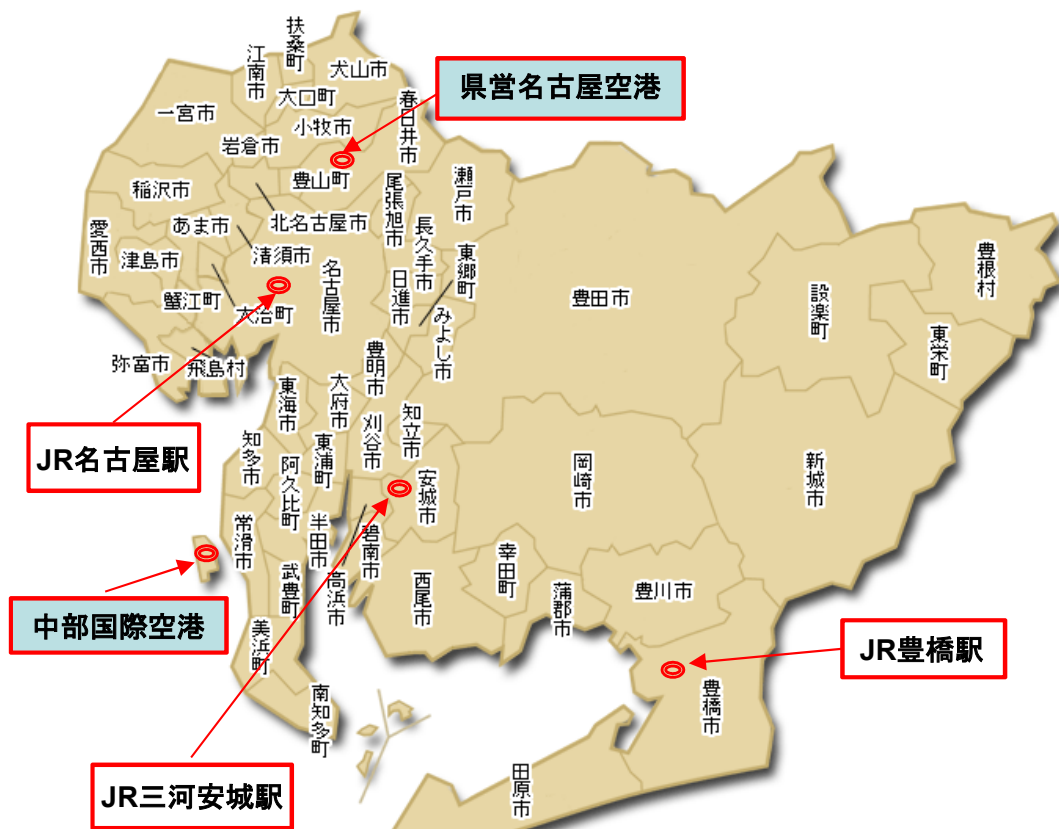 扶桑町
江南市
犬山市
県営名古屋空港
大口町
春日井市
一宮市
小牧市
岩倉市
豊山町
稲沢市
尾張旭市
瀬戸市
あま市
北名古屋市
長久手市
愛西市
津島市
清須市
名古屋市
日進市
東郷町
豊田市
設楽町
豊根村
蟹江町
大治町
みよし市
東栄町
弥富市
飛島村
豊明市
東海市
大府市
刈谷市
知立市
JR名古屋駅
知多市
東浦町
阿久比町
安城市
岡崎市
新城市
常滑市
半田市
碧南市
武豊町
高浜市
西尾市
幸田町
蒲郡市
豊川市
中部国際空港
美浜町
JR豊橋駅
南知多町
豊橋市
JR三河安城駅
田原市